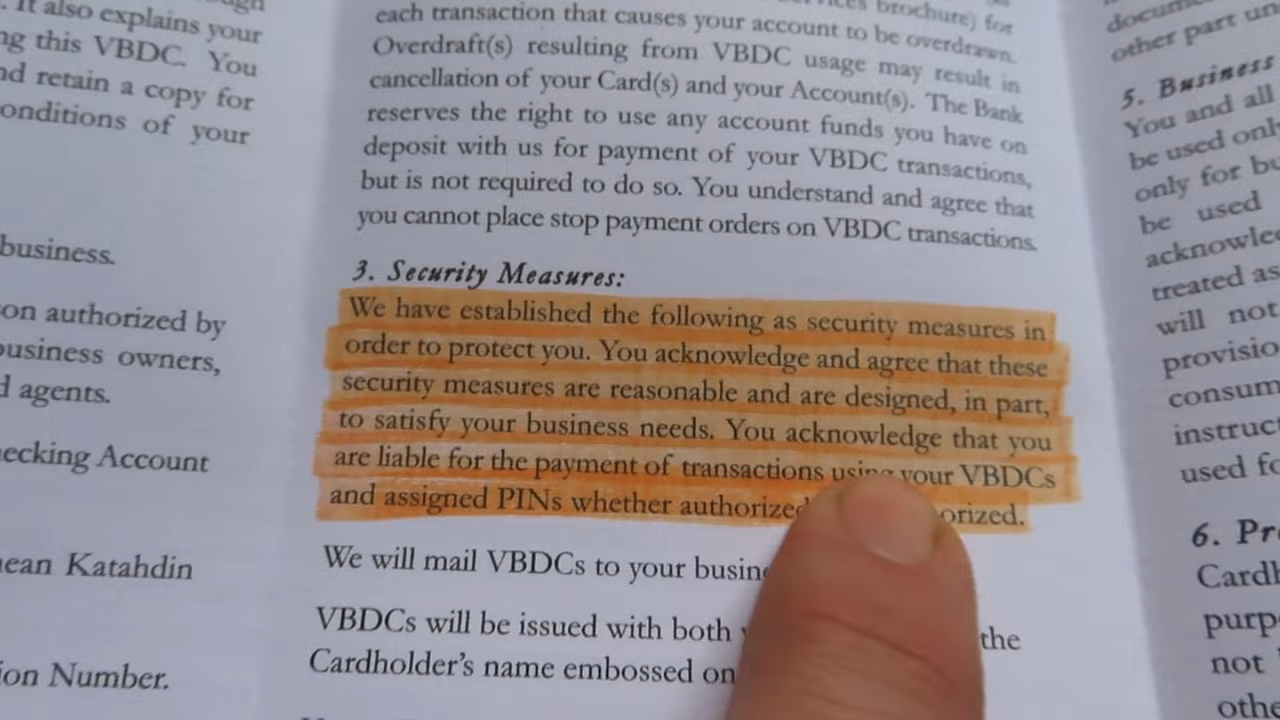 It also explains your
ng this VBDC. You
nd retain a copy for
onditions of your
business.
on authorized by
business owners,
d agents.
ecking Account
ean Katahdin
ion Number.
brochure) for
each transaction that causes your account to be overdrawn.
Overdraft(s) resulting from VBDC usage may result in
cancellation of your Card(s) and your Account(s). The Bank
reserves the right to use any account funds you have on
deposit with us for payment of your VBDC transactions,
but is not required to do so. You understand and agree that
you cannot place stop payment orders on VBDC transactions.
3. Security Measures:
We have established the following as security measures in
order to protect you. You acknowledge and agree that these
security measures are reasonable and are designed, in part,
to satisfy your business needs. You acknowledge that you
are liable for the payment of transactions using your VBDCs
and assigned PINs whether authorized orized.
We will mail VBDCs to your busin
VBDCs will be issued with both the
Cardholder's name embossed on
docum
other part un
5. Business
You and all
be used onl
only for bu
be used
acknowled
treated as
will not
provisio
consum
instruct
used fo
6. Pr
Cardh
purp
not
othe